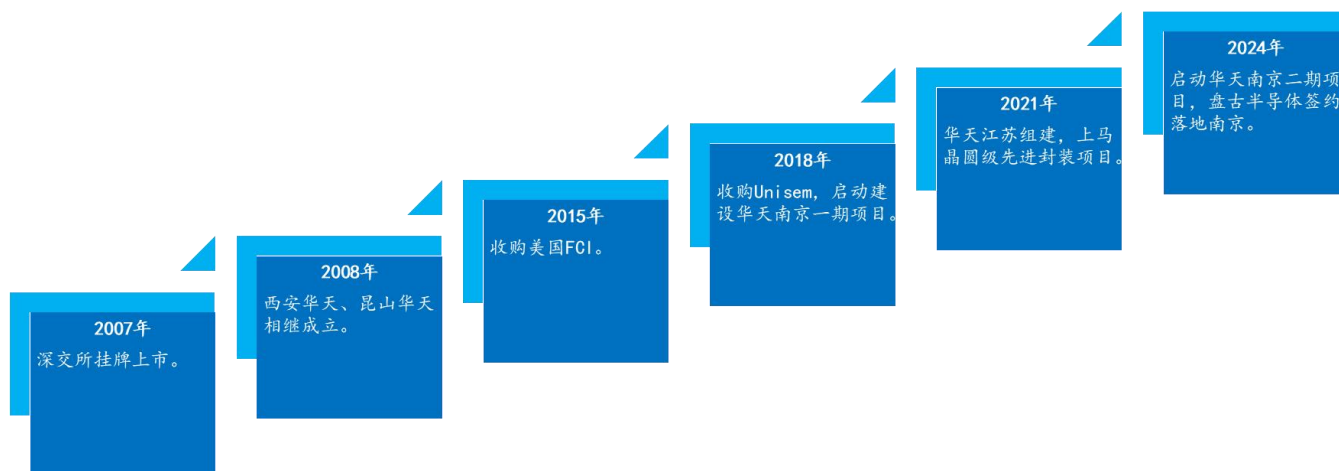 2007年
深交所挂牌上市。
2008年
西安华天、昆山华天
相继成立。
2015年
收购美国FCI。
2018年
收购Unisem, 启动建
设华天南京一期项目。
2021年
华天江苏组建，上马
晶圆级先进封装项目。
2024年
启动华天南京二期项
目，盘古半导体签约
落地南京。